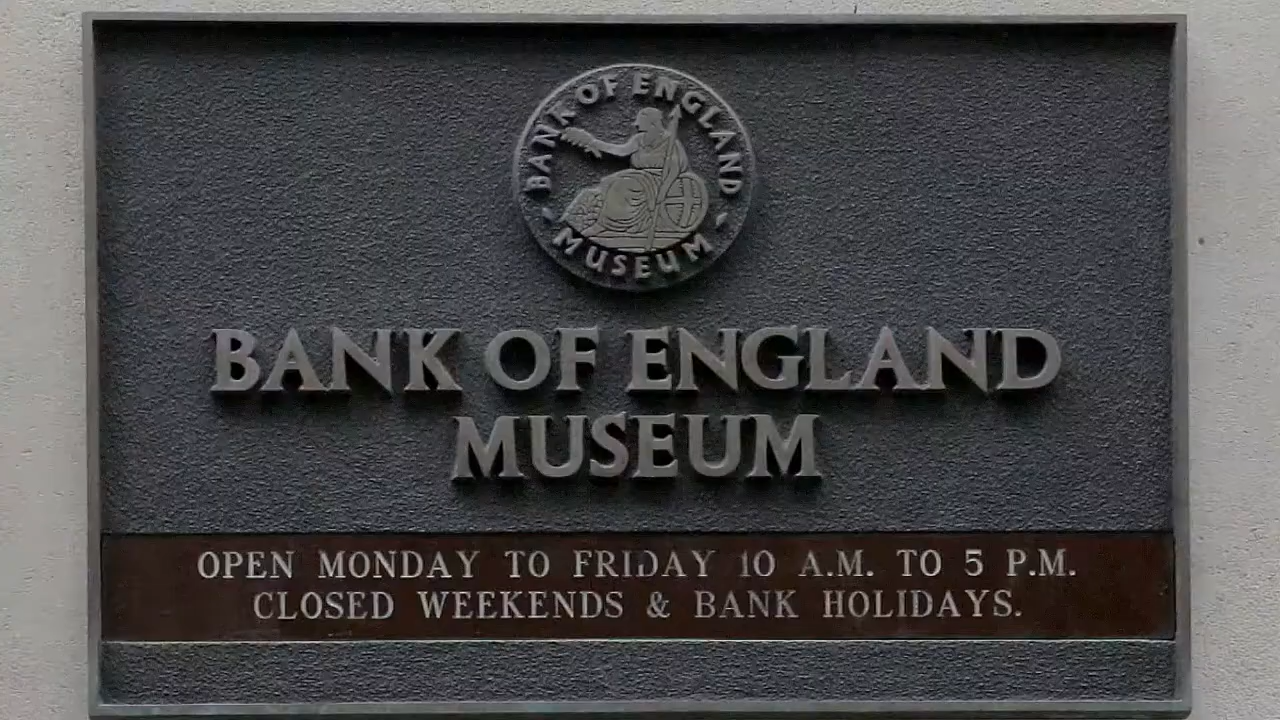 BANK OF ENGLAND
MUSEUM
BANK OF ENGLAND
MUSEUM
OPEN MONDAY TO FRIDAY 10 A.M. TO 5 P.M.
CLOSED WEEKENDS & BANK HOLIDAYS.